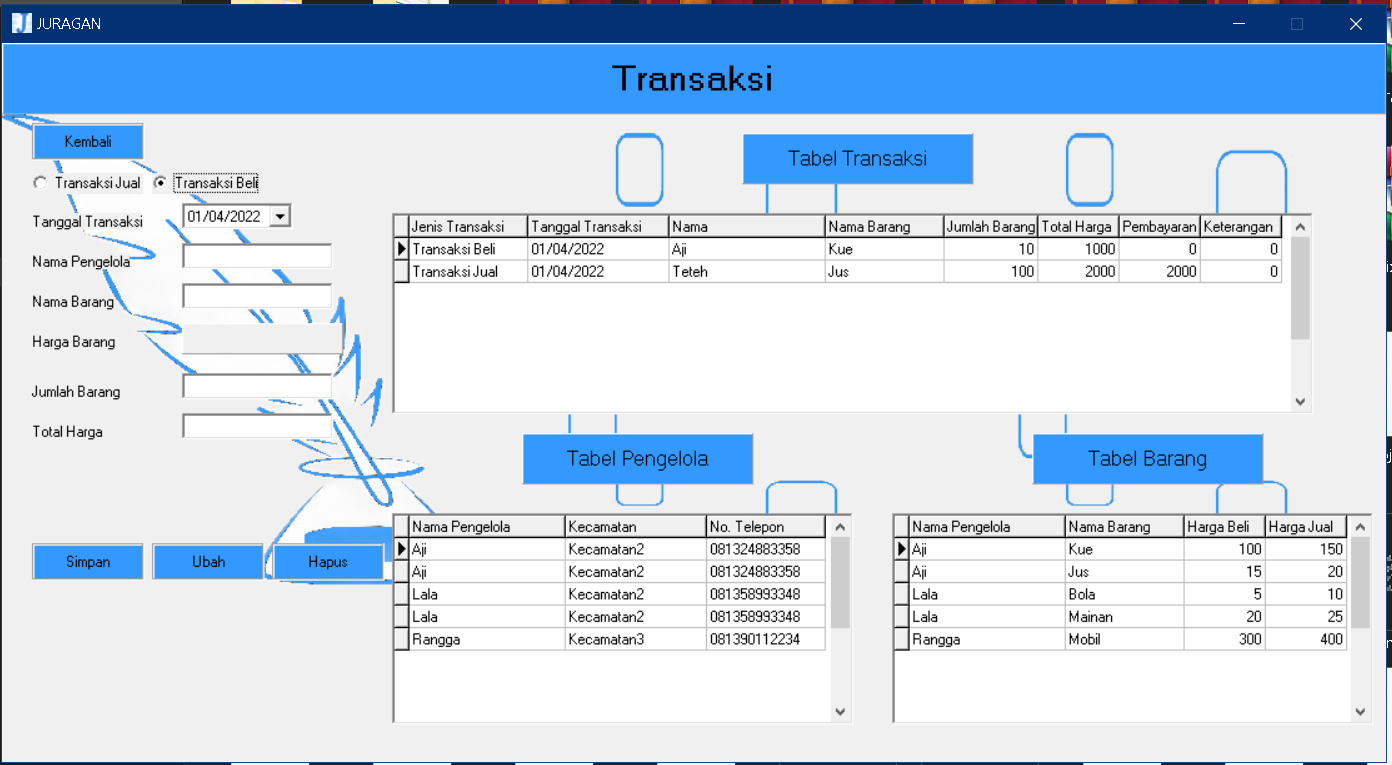 JURAGAN
Transaksi
Kembali
Transaksi Jual Transaksi Beli
Tanggal Transaksi 01/04/2022
Nama Pengelola
Nama Barang
Harga Barang
Jumlah Barang
Total Harga
Simpan Ubah Hapus
Tabel Transaksi
Jenis Transaksi Tanggal Transaksi Nama Nama Barang Jumlah Barang Total Harga Pembayaran Keterangan
Transaksi Beli 01/04/2022 Aji Kue 10 1000 0 0
Transaksi Jual 01/04/2022 Teteh Jus 100 2000 2000 0
Tabel Pengelola
Nama Pengelola Kecamatan No. Telepon
Aji Kecamatan2 081324883358
Aji Kecamatan2 081324883358
Lala Kecamatan2 081358993348
Lala Kecamatan2 081358993348
Rangga Kecamatan3 081390112234
Tabel Barang
Nama Pengelola Nama Barang Harga Beli Harga Jual
Aji Kue 100 150
Aji Jus 15 20
Lala Bola 5 10
Lala Mainan 20 25
Rangga Mobil 300 400